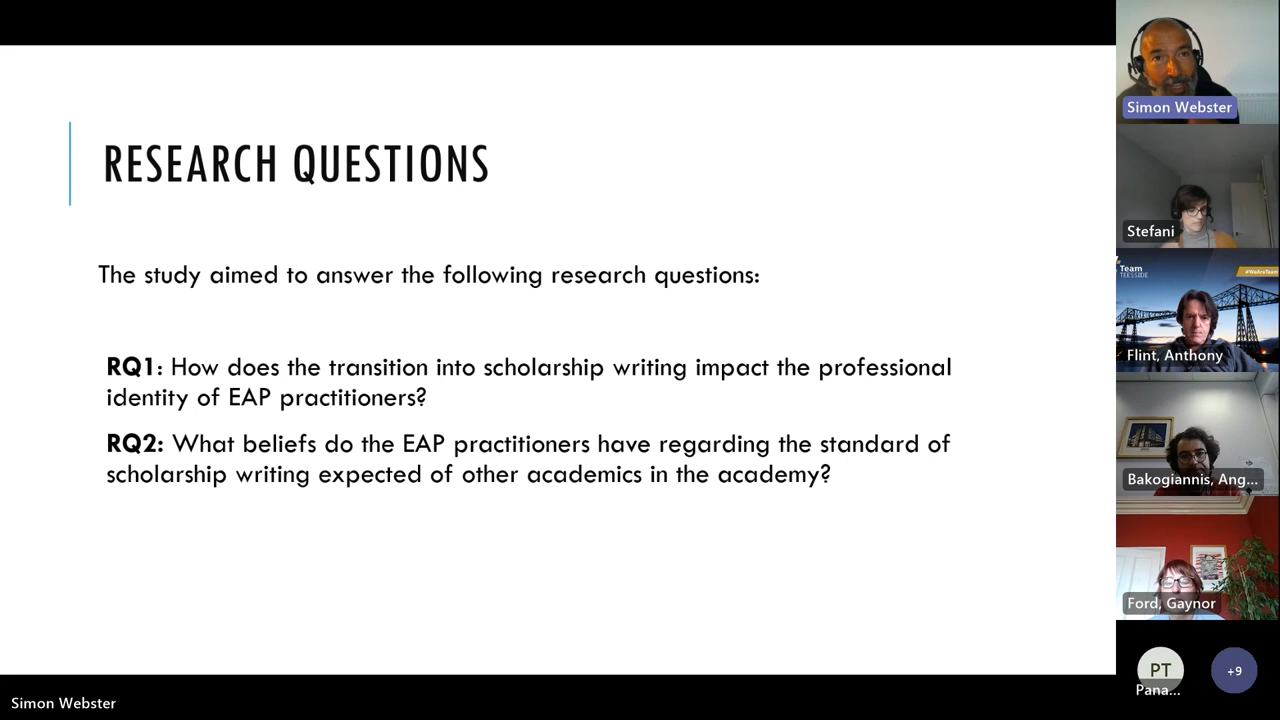 RESEARCH QUESTIONS
The study aimed to answer the following research questions:
RQ1: How does the transition into scholarship writing impact the professional
identity of EAP practitioners?
RQ2: What beliefs do the EAP practitioners have regarding the standard of
scholarship writing expected of other academics in the academy?
Simon Webster
Simon Webster
Stefani
Team
TEESSIDE
#WeAreTeam
Flint, Anthony
Bakogiannis, Ang...
Ford, Gaynor
PT
Pana...
+9